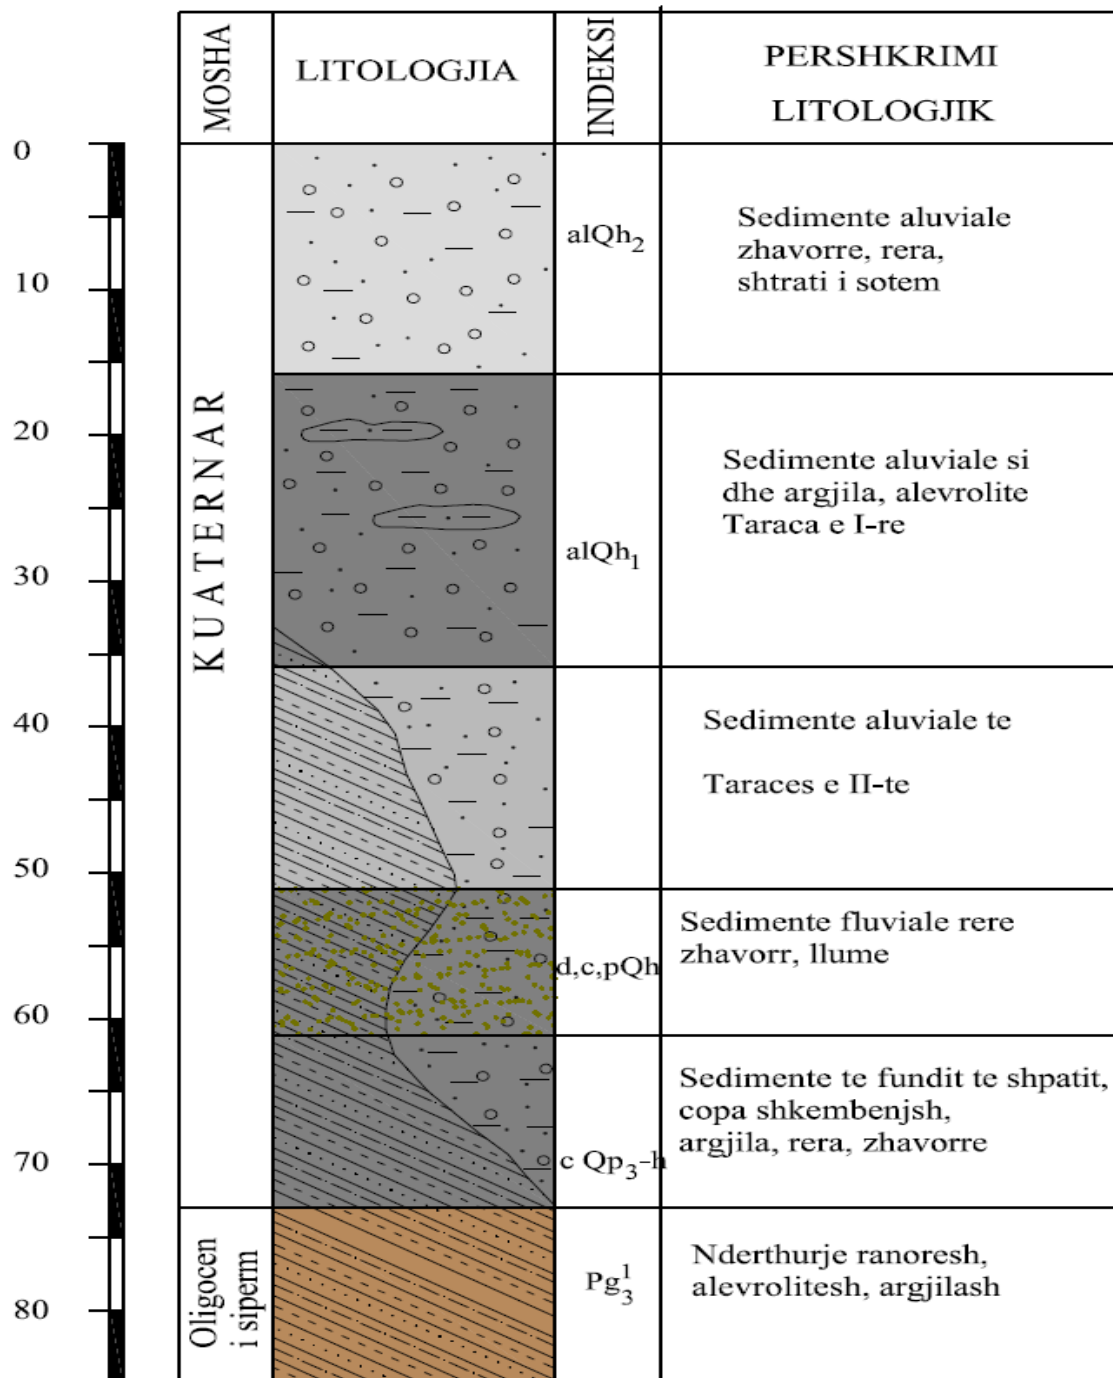 MOSHA
LITOLOGJIA
INDEKSI
PERSHKRIMI
LITOLOGJIK
0
10
20
30
40
50
60
70
80
KUATERNAR
alQh2
Sedimente aluviale
zhavorre, rera,
shtrati i sotem
alQh1
Sedimente aluviale si
dhe argjila, alevrolite
Taraca e I-re
Sedimente aluviale te
Taraces e II-te
d,c,pQh
Sedimente fluviale rere
zhavorr, llume
c Qp3-h
Sedimente te fundit te shpatit,
copa shkembenjsh,
argjila, rera, zhavorre
Oligocen
i siperm
Pg13
Nderthurje ranoresh,
alevrolitesh, argjilash